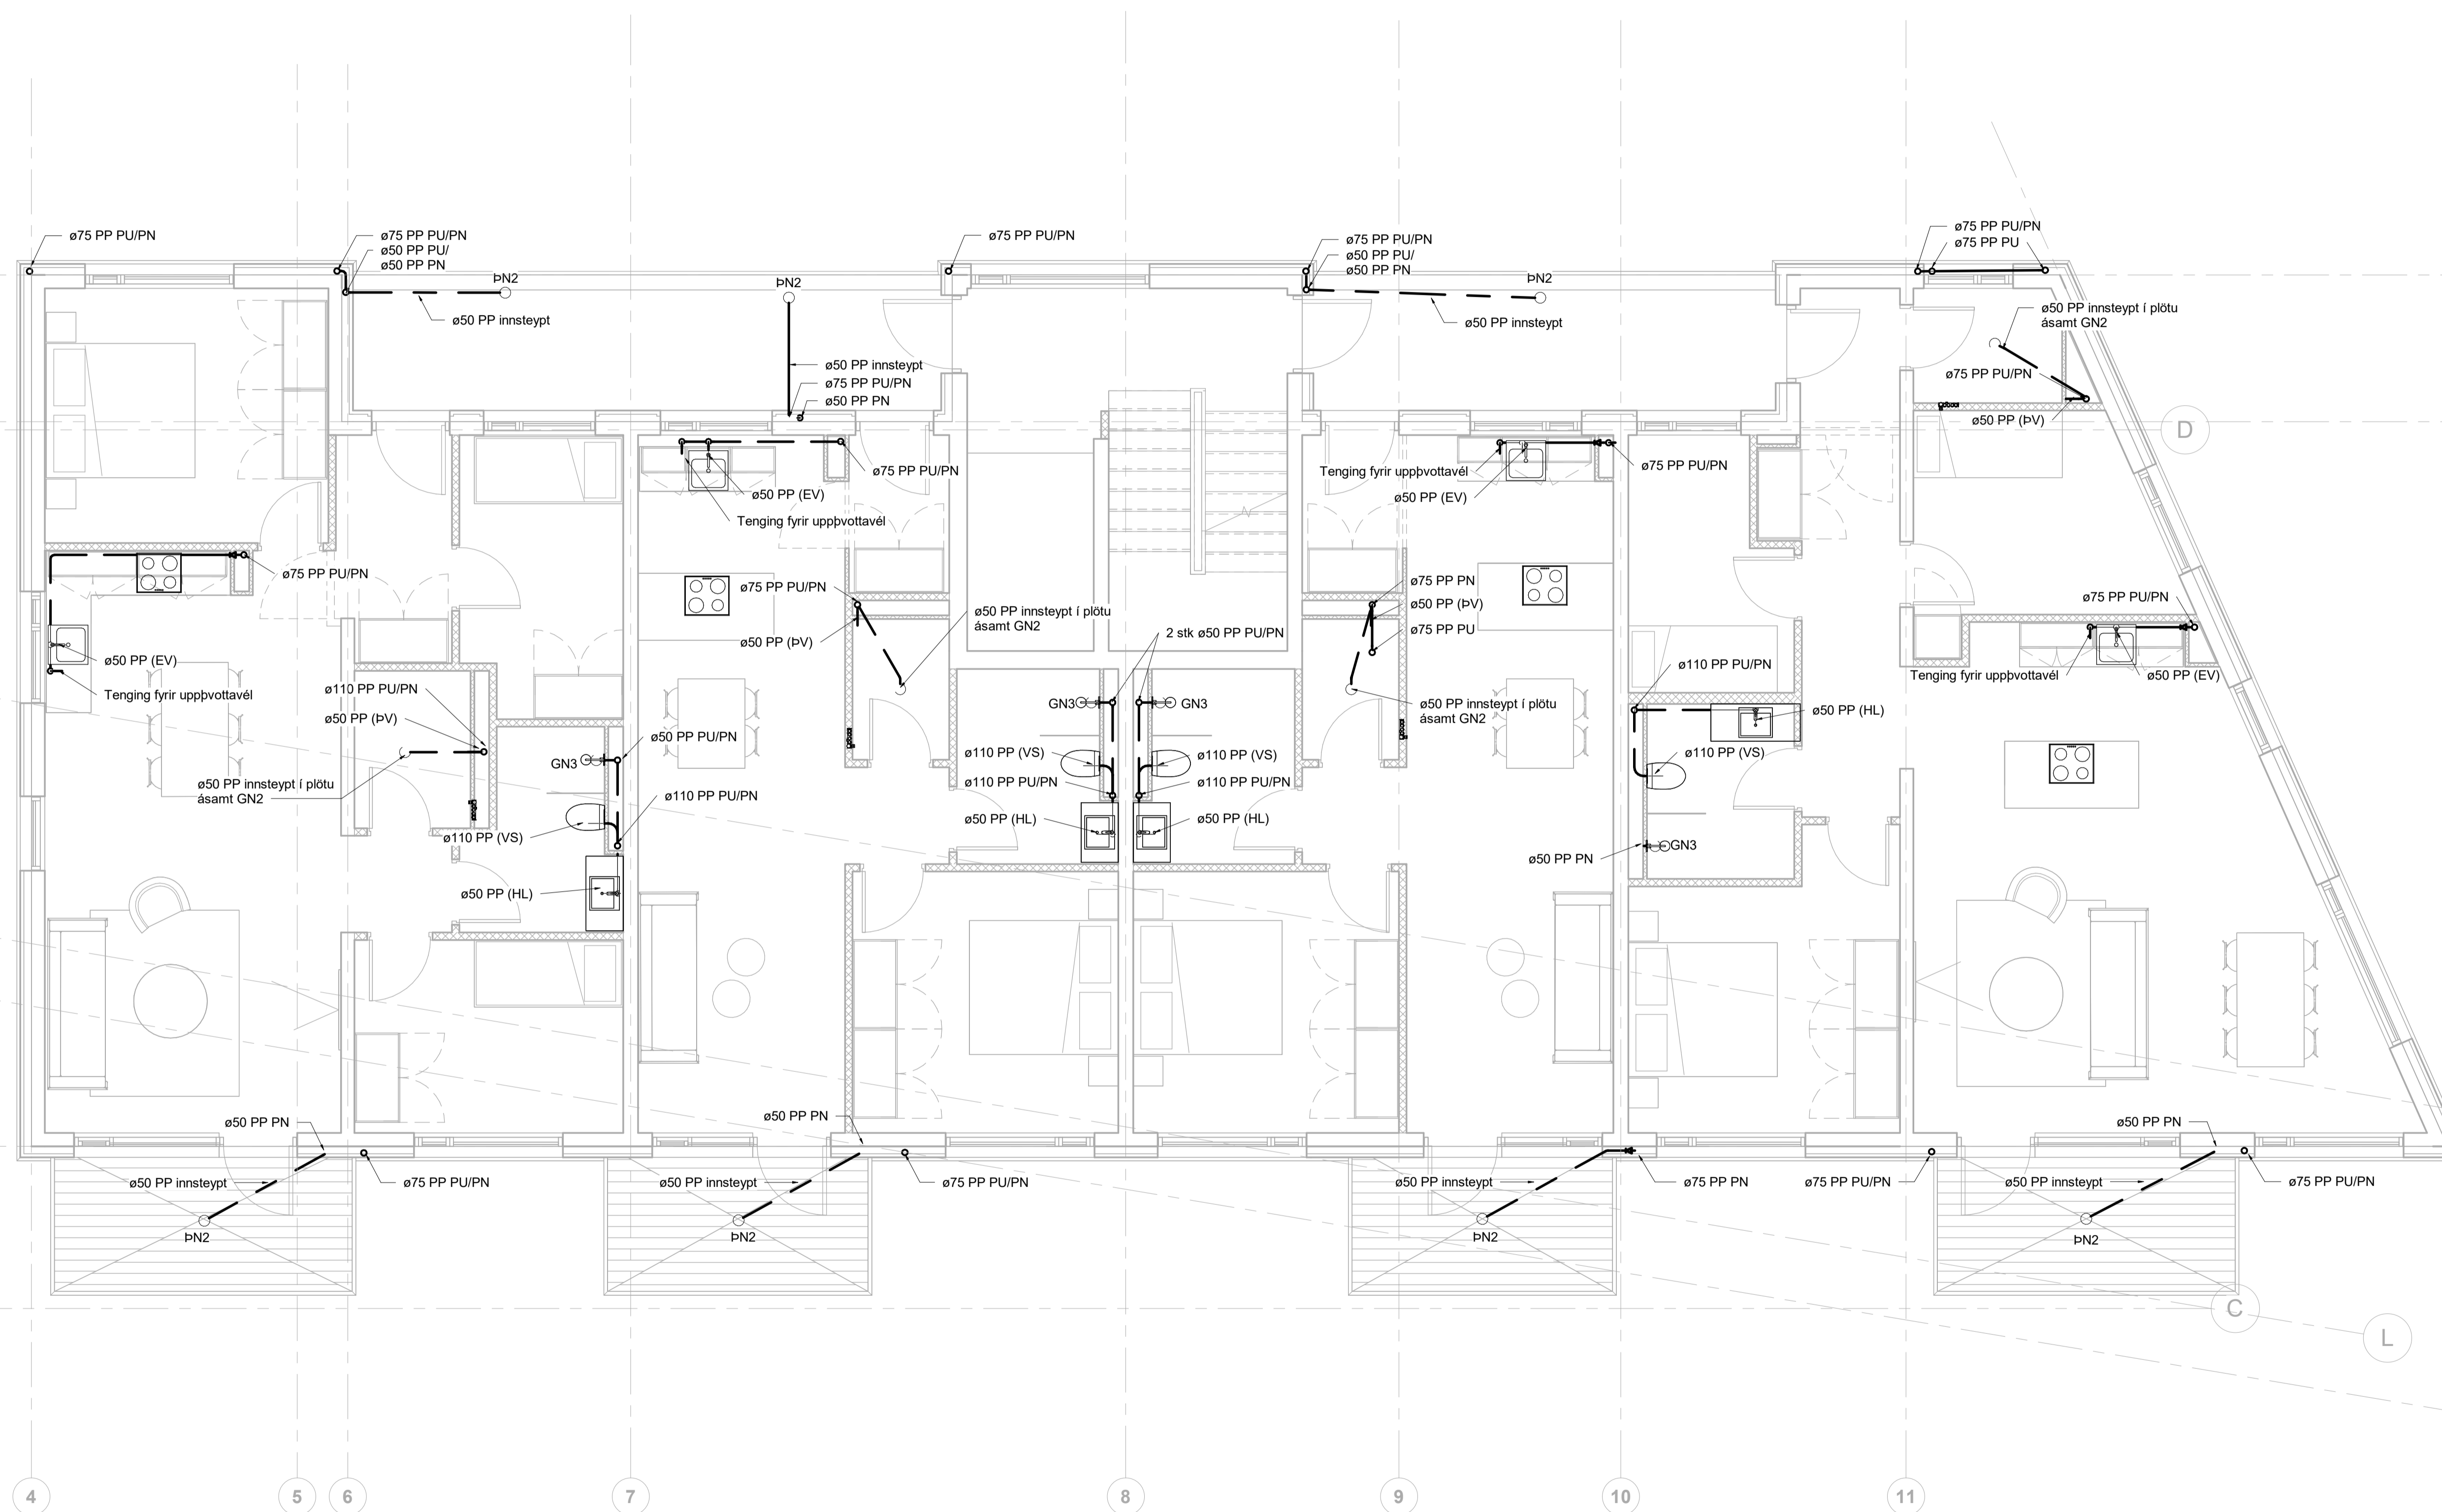 ø75 PP PU/PN
ø75 PP PU/PN
ø50 PP PU/
ø50 PP PN
ÞN2
ø50 PP innsteypt
ÞN2
ø50 PP innsteypt
ø75 PP PU/PN
ø50 PP PN
ø75 PP PU/PN
ø75 PP PU/PN
ø50 PP PU/
ø50 PP PN
ÞN2
ø50 PP innsteypt
ø75 PP PU/PN
ø75 PP PU
ø50 PP innsteypt í plötu
ásamt GN2
ø75 PP PU/PN
ø50 PP (ÞV)
D
ø75 PP PU/PN
ø50 PP (EV)
Tenging fyrir uppþvottavél
Tenging fyrir uppþvottavél
ø50 PP (EV)
ø75 PP PU/PN
ø75 PP PU/PN
ø75 PP PU/PN
ø50 PP (ÞV)
ø50 PP innsteypt í plötu
ásamt GN2
2 stk ø50 PP PU/PN
ø75 PP PN
ø50 PP (ÞV)
ø75 PP PU
ø75 PP PU/PN
ø50 PP (EV)
Tenging fyrir uppþvottavél
ø110 PP PU/PN
ø50 PP (ÞV)
ø50 PP innsteypt í plötu
ásamt GN2
ø50 PP PU/PN
GN3
ø110 PP PU/PN
ø110 PP (VS)
ø50 PP (HL)
GN3
GN3
ø110 PP (VS)
ø110 PP (VS)
ø110 PP PU/PN
ø110 PP PU/PN
ø50 PP (HL)
ø50 PP (HL)
ø50 PP innsteypt í plötu
ásamt GN2
ø110 PP PU/PN
ø50 PP (HL)
ø110 PP (VS)
ø50 PP PN
GN3
Tenging fyrir uppþvottavél
ø50 PP (EV)
ø50 PP PN
ø50 PP innsteypt
ø75 PP PU/PN
ÞN2
ø50 PP PN
ø50 PP innsteypt
ø75 PP PU/PN
ÞN2
ø50 PP innsteypt
ø75 PP PN
ÞN2
ø75 PP PU/PN
ø50 PP PN
ø50 PP innsteypt
ø75 PP PU/PN
ÞN2
C
L
4
5
6
7
8
9
10
11